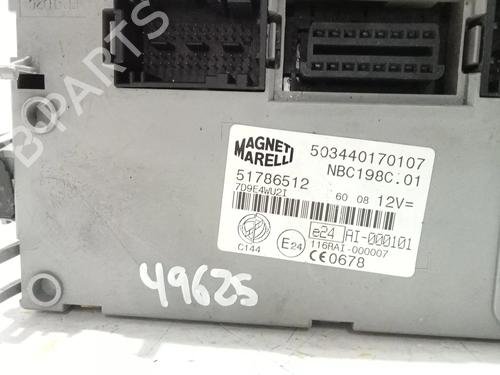 B-PARTS
MAGNETI MARELLI
503440170107
NBC198C.01
51786512
7D9E4WU2I
60 08 12V=
e24 AI-000101
C144
E24
116RAI-000007
CE0678
49625